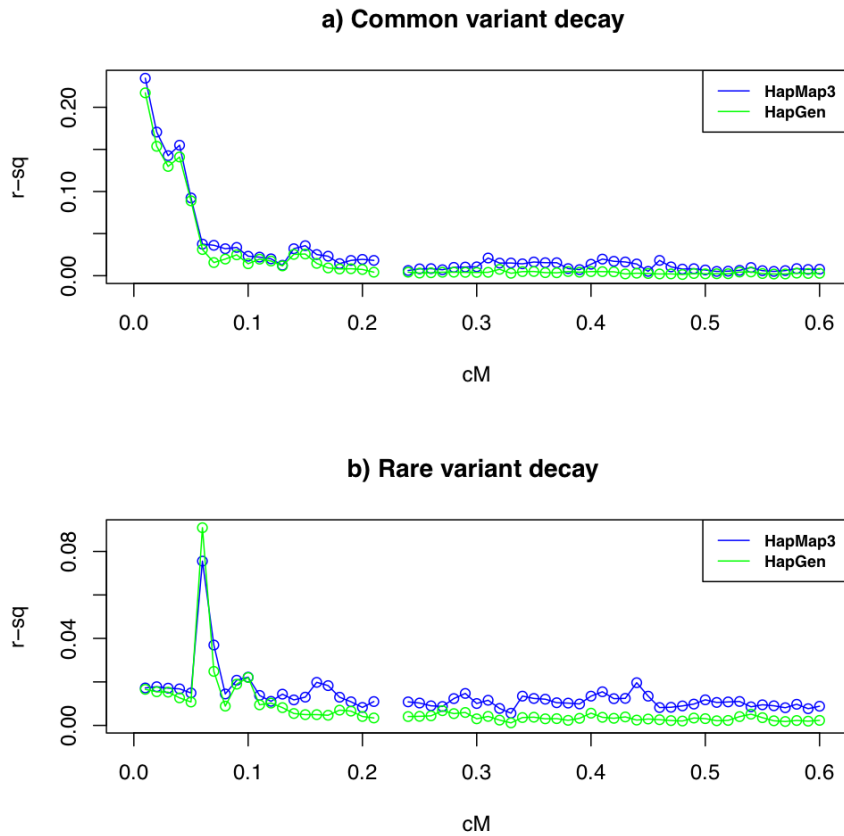 a) Common variant decay
HapMap3
HapGen
r−sq
0.00
0.10
0.20
0.0 0.1 0.2 0.3 0.4 0.5 0.6
cM
b) Rare variant decay
HapMap3
HapGen
r−sq
0.00
0.04
0.08
0.0 0.1 0.2 0.3 0.4 0.5 0.6
cM